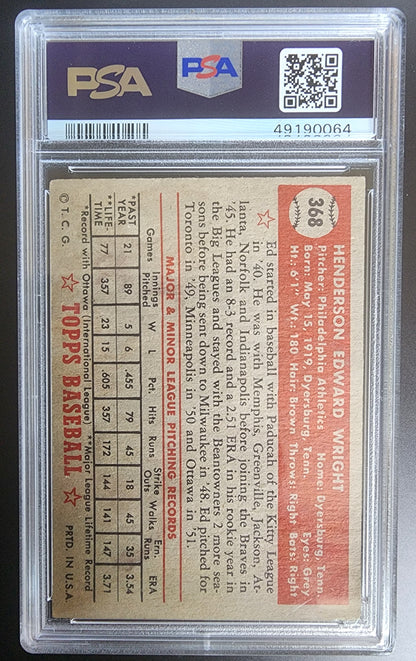 PSA
PSA
49190064
368
HENDERSON EDWARD WRIGHT
Pitcher: Philadelphia Athletics Home: Dyersburg, Tenn.
Born: May 15, 1919, Dyersburg, Tenn. Eyes: Grey
Ht.: 6'1" Wt.: 180 Hair: Brown Throws: Right Bats: Right
Ed started in baseball with Paducah of the Kitty League
in '40. He was with Memphis, Greenville, Jackson, At-
lanta, Norfolk and Indianapolis before joining the Braves in
'45. He had an 8-3 record and a 2.51 ERA in his rookie year in
the Big Leagues and stayed with the Beantowners 2 more sea-
sons before being sent down to Milwaukee in '48. Ed pitched for
Toronto in '49, Minneapolis in '50 and Ottawa in '51.
MAJOR & MINOR LEAGUE PITCHING RECORDS
Games Innings Pitched W L Pct. Hits Runs Strike Outs Walks Ern. Runs ERA
*PAST YEAR 21 89 5 6 .455 79 45 18 45 35 3.54
**LIFE-TIME 77 357 23 15 .605 357 172 144 141 147 3.71
*Record with Ottawa (International League) **Major League Lifetime Record
© T. C. G. TOPPS BASEBALL PRTD. IN U.S.A.